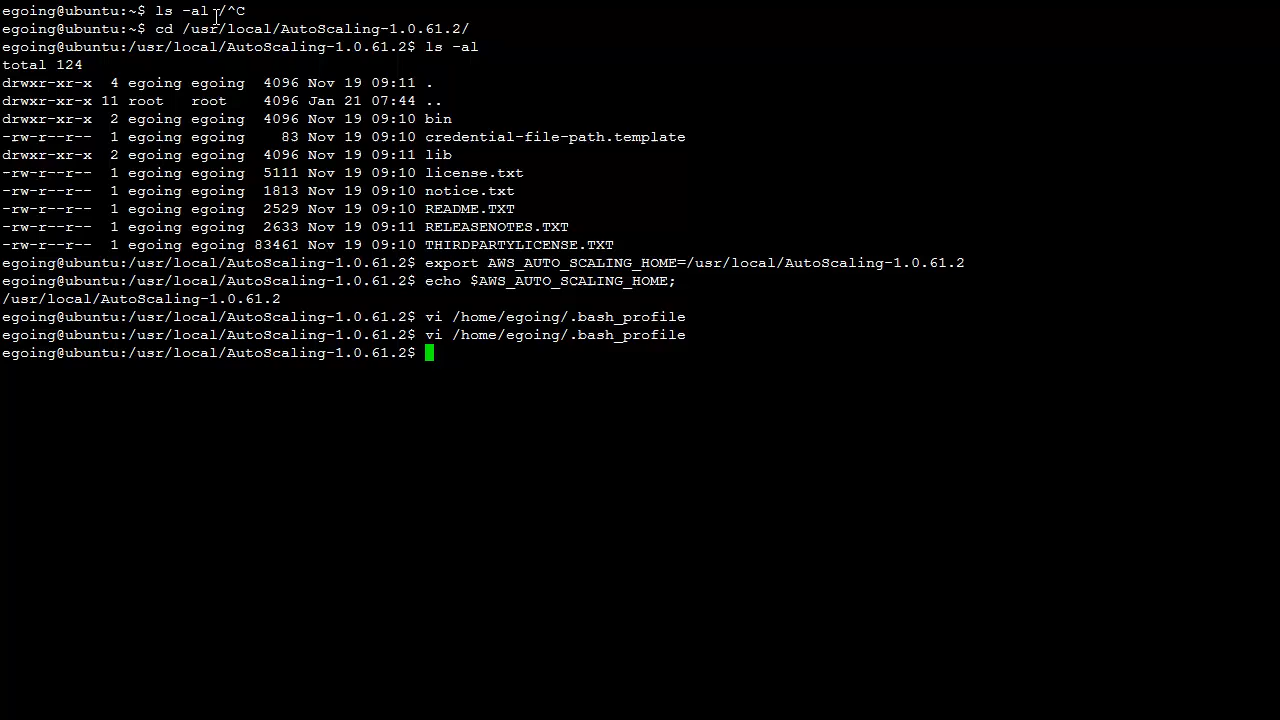 egoing@ubuntu:~$ ls -al /^C
egoing@ubuntu:~$ cd /usr/local/AutoScaling-1.0.61.2/
egoing@ubuntu:/usr/local/AutoScaling-1.0.61.2$ ls -al
total 124
drwxr-xr-x  4 egoing egoing  4096 Nov 19 09:11 .
drwxr-xr-x 11 root   root    4096 Jan 21 07:44 ..
drwxr-xr-x  2 egoing egoing  4096 Nov 19 09:10 bin
-rw-r--r--  1 egoing egoing    83 Nov 19 09:10 credential-file-path.template
drwxr-xr-x  2 egoing egoing  4096 Nov 19 09:11 lib
-rw-r--r--  1 egoing egoing  5111 Nov 19 09:10 license.txt
-rw-r--r--  1 egoing egoing  1813 Nov 19 09:10 notice.txt
-rw-r--r--  1 egoing egoing  2529 Nov 19 09:10 README.TXT
-rw-r--r--  1 egoing egoing  2633 Nov 19 09:11 RELEASENOTES.TXT
-rw-r--r--  1 egoing egoing 83461 Nov 19 09:10 THIRDPARTYLICENSE.TXT
egoing@ubuntu:/usr/local/AutoScaling-1.0.61.2$ export AWS_AUTO_SCALING_HOME=/usr/local/AutoScaling-1.0.61.2
egoing@ubuntu:/usr/local/AutoScaling-1.0.61.2$ echo $AWS_AUTO_SCALING_HOME;
/usr/local/AutoScaling-1.0.61.2
egoing@ubuntu:/usr/local/AutoScaling-1.0.61.2$ vi /home/egoing/.bash_profile
egoing@ubuntu:/usr/local/AutoScaling-1.0.61.2$ vi /home/egoing/.bash_profile
egoing@ubuntu:/usr/local/AutoScaling-1.0.61.2$